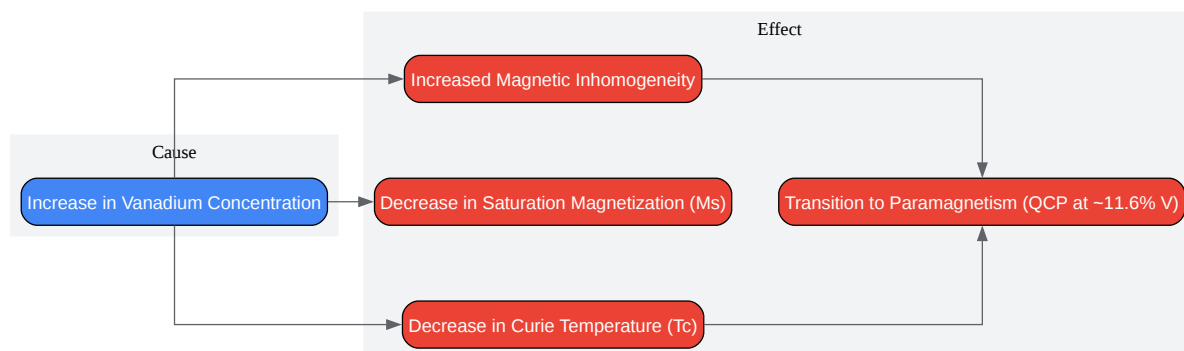 Effect
Increased Magnetic Inhomogeneity
Cause
Increase in Vanadium Concentration
Decrease in Saturation Magnetization (Ms)
Transition to Paramagnetism (QCP at ~11.6% V)
Decrease in Curie Temperature (Tc)